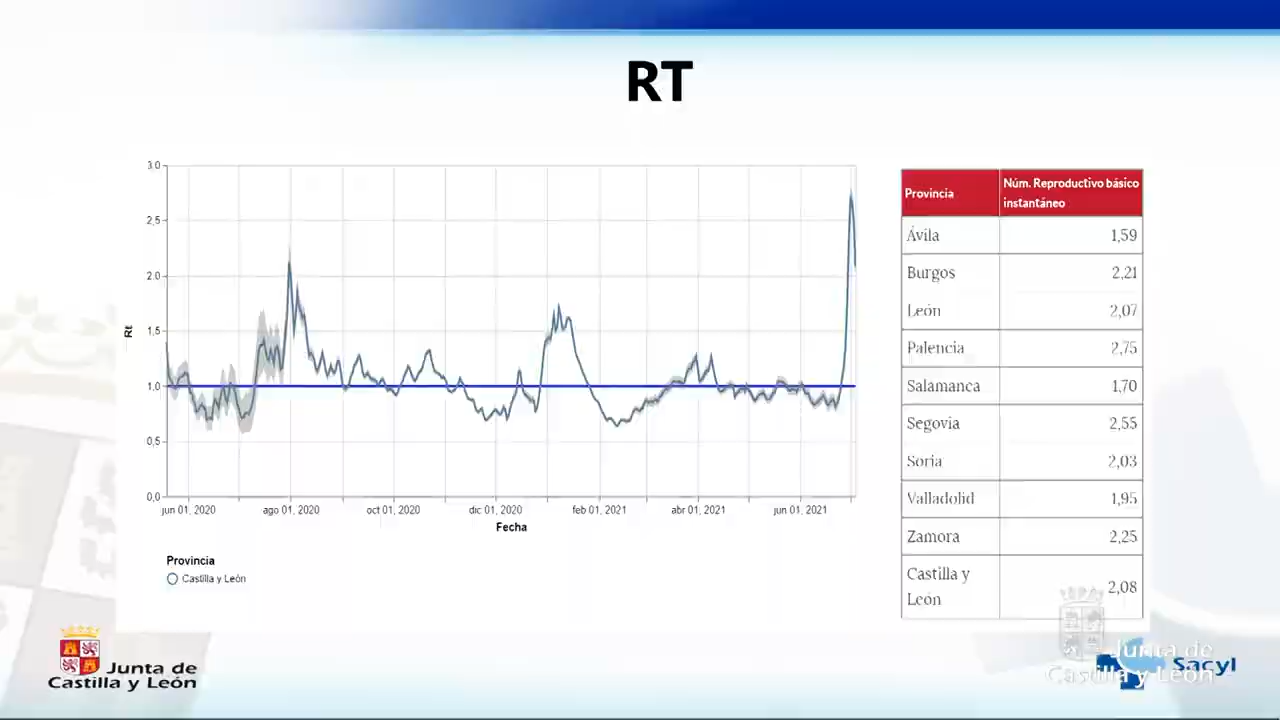 RT
3,0
2,5
2,0
1,5
1,0
0,5
0,0
Rt
jun 01, 2020
ago 01, 2020
oct 01, 2020
dic 01, 2020
feb 01, 2021
abr 01, 2021
jun 01, 2021
Fecha
Provincia
Castilla y León
Provincia
Núm. Reproductivo básico
instantáneo
Ávila 1,59
Burgos 2,21
León 2,07
Palencia 2,75
Salamanca 1,70
Segovia 2,55
Soria 2,03
Valladolid 1,95
Zamora 2,25
Castilla y
León 2,08
Junta de
Castilla y León
Junta de
Castilla y León
Sacyl